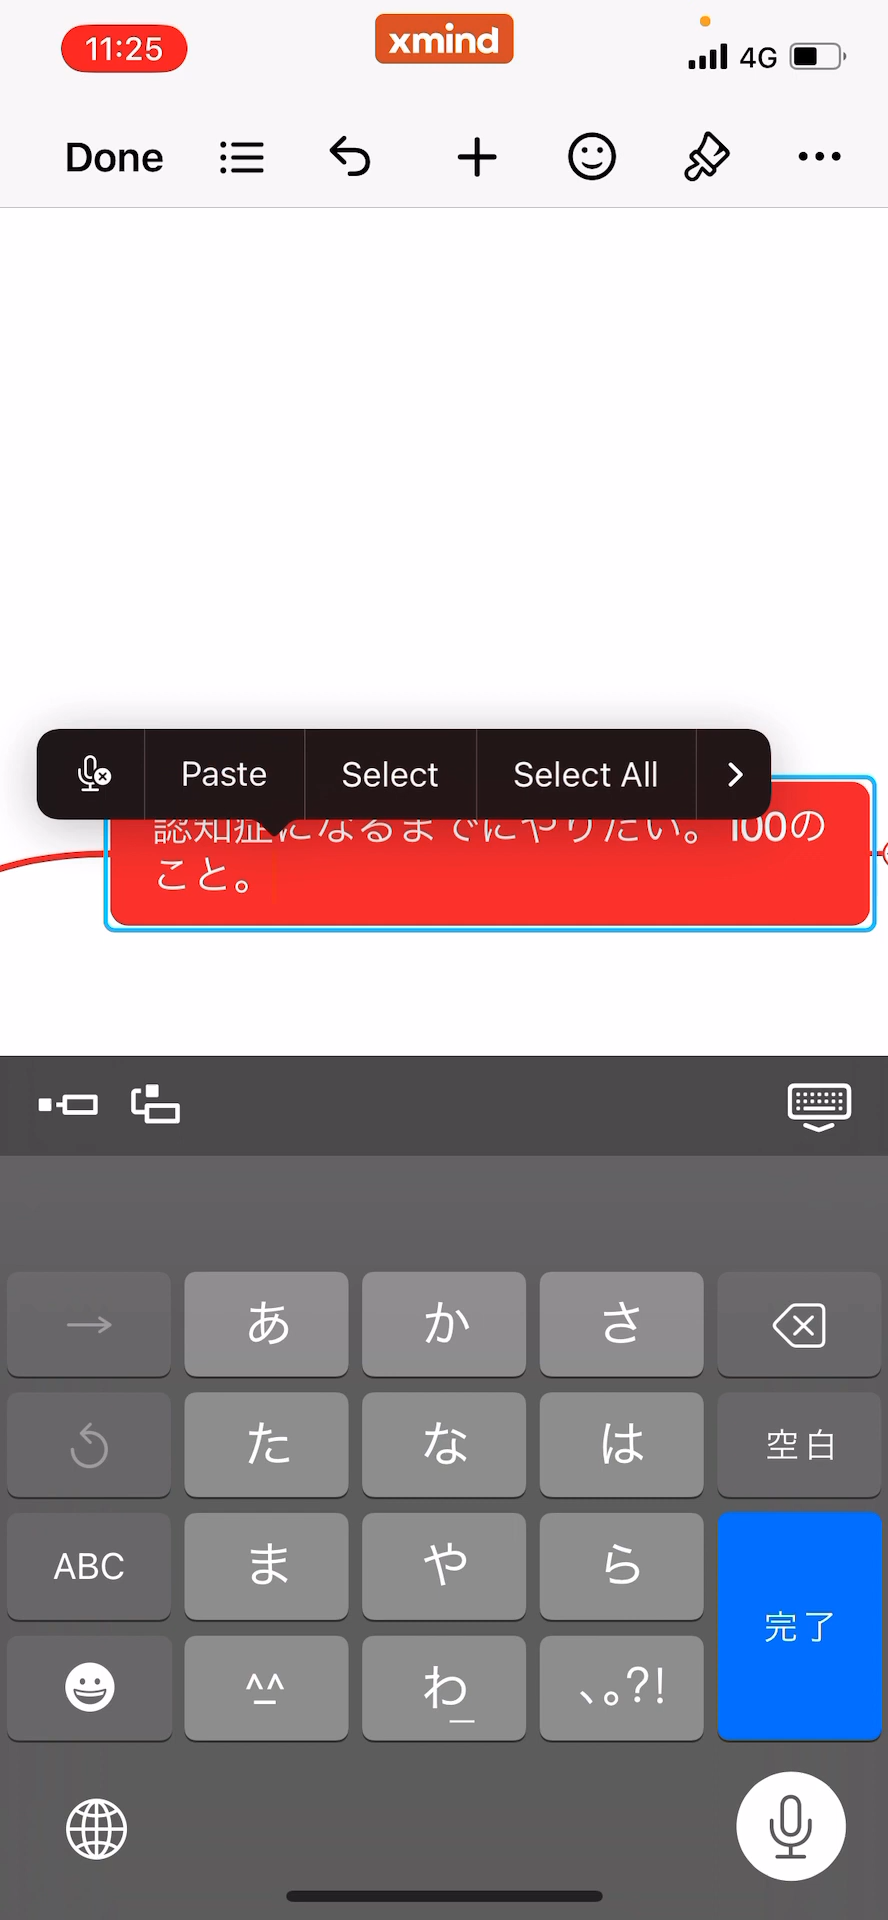 11:25
xmind
4G
Done
Paste
Select
Select All
認知症になるまでにやりたい。100の
こと。
あ
か
さ
た
な
は
空白
ABC
ま
や
ら
完了
^_^
わ_
、。?!